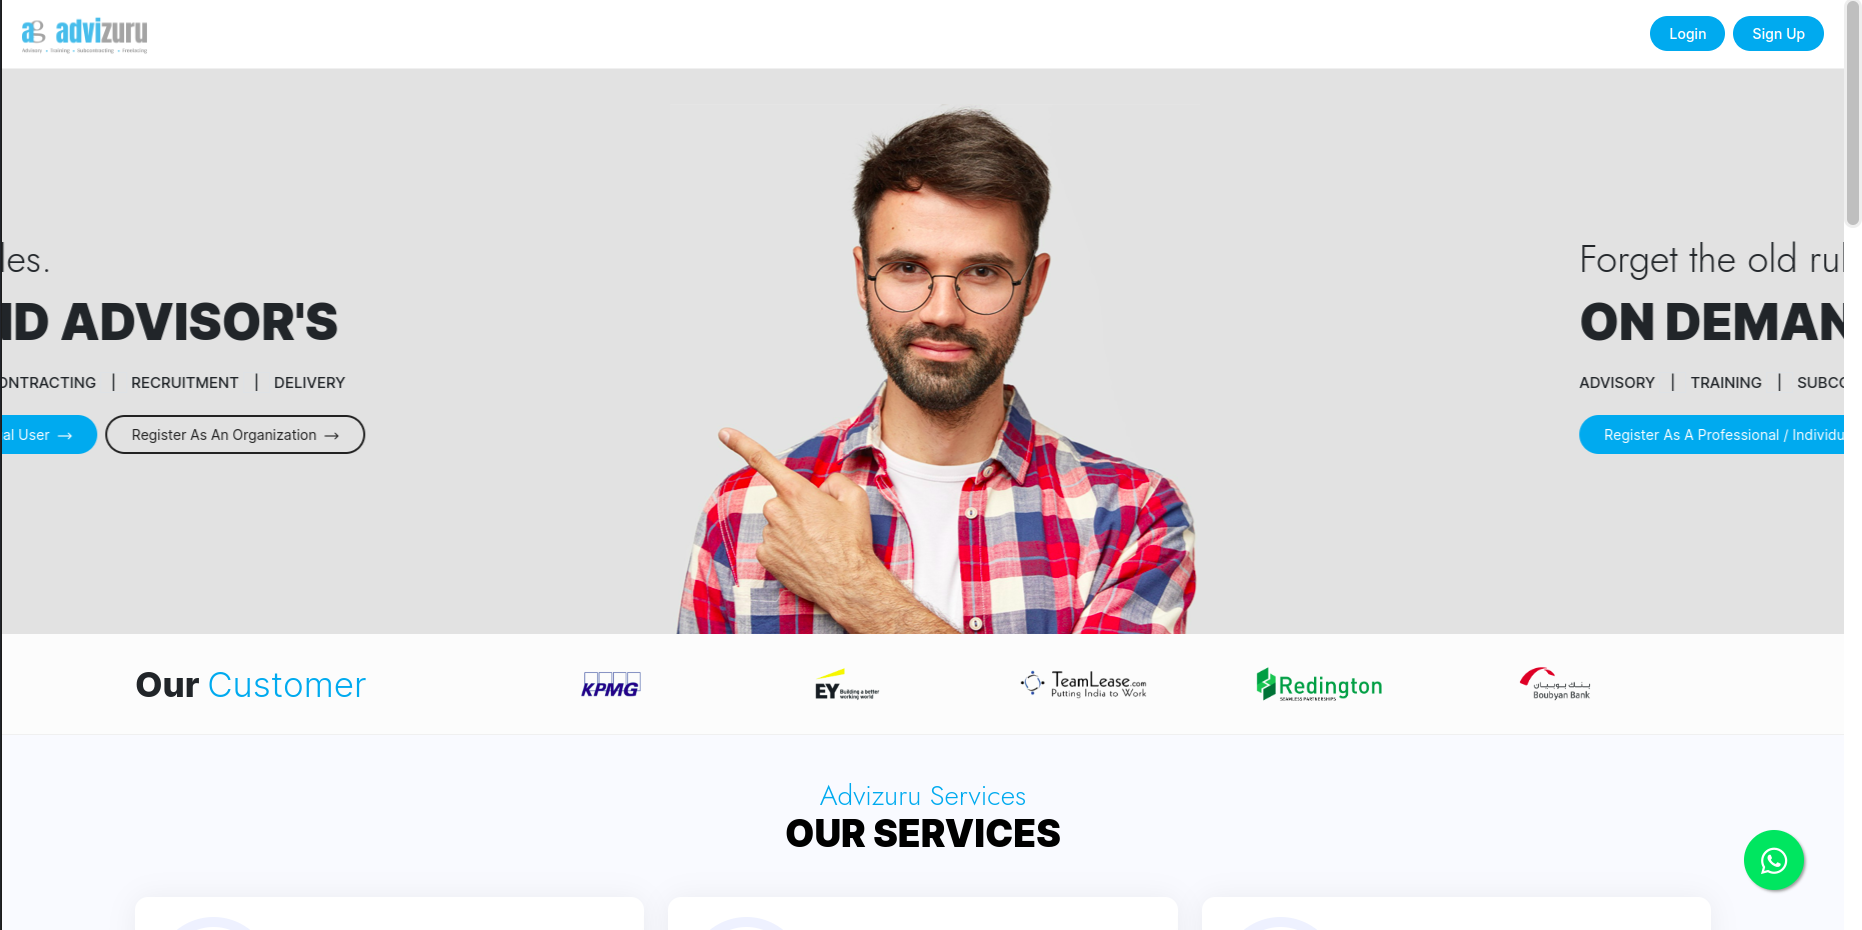 ag advizuru
Advisory • Training • Subcontracting • Freelancing
Login
Sign Up
les.
ND ADVISOR'S
ONTRACTING | RECRUITMENT | DELIVERY
al User →
Register As An Organization →
Forget the old rul
ON DEMAN
ADVISORY | TRAINING | SUBCO
Register As A Professional / Individu
Our Customer
KPMG
EY Building a better
working world
TeamLease.com
Putting India to Work
Redington
SEAMLESS PARTNERSHIPS
بنك بوبيان
Boubyan Bank
Advizuru Services
OUR SERVICES